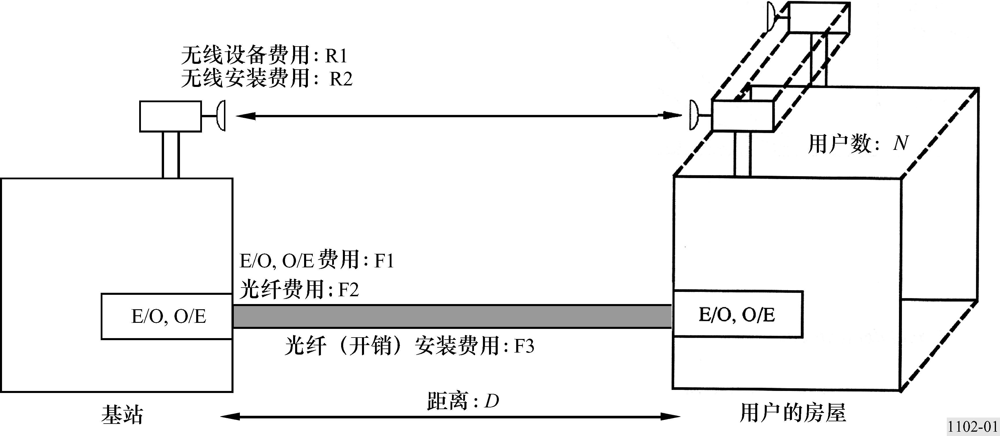 无线设备费用: R1
无线安装费用: R2
用户数: N
E/O, O/E 费用: F1
光纤费用: F2
E/O, O/E
E/O, O/E
光纤（开销）安装费用: F3
距离: D
基站
用户的房屋
1102-01